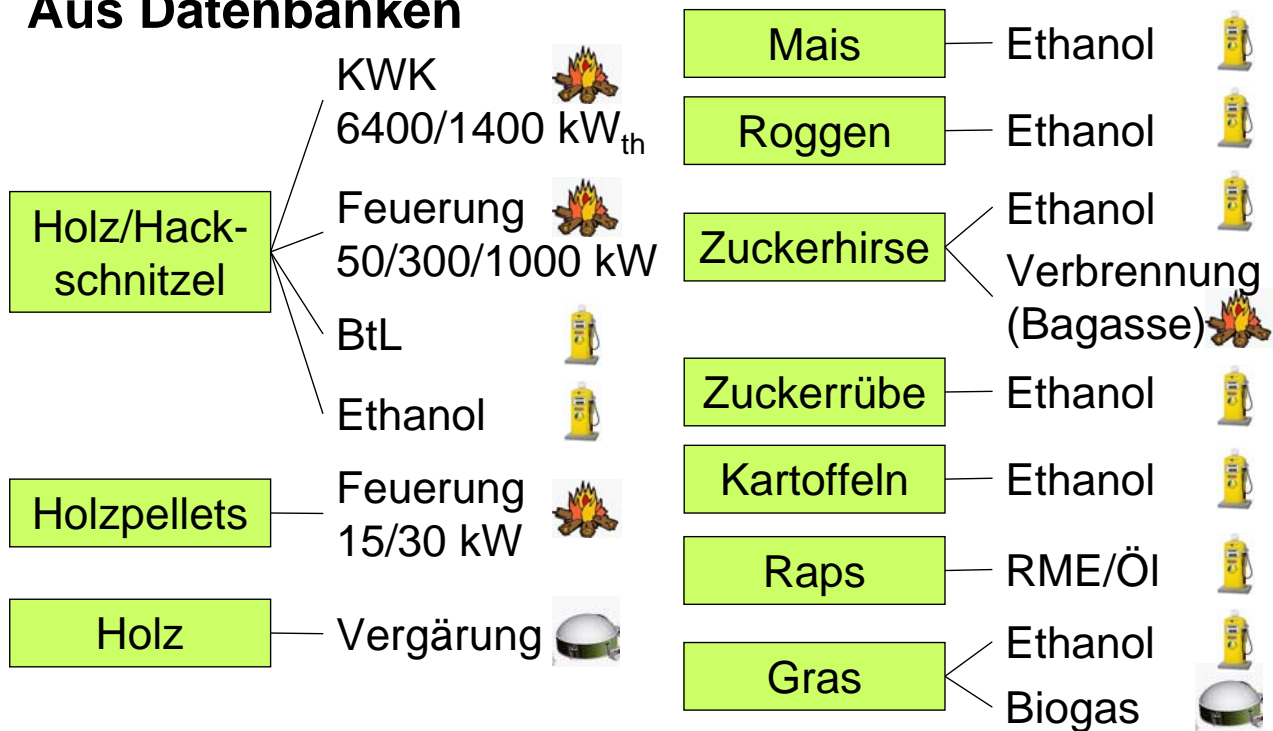 Aus Datenbanken
Holz/Hack-
schnitzel
KWK
6400/1400 kWth
Feuerung
50/300/1000 kW
BtL
Ethanol
Holzpellets
Feuerung
15/30 kW
Holz
Vergärung
Mais
Ethanol
Roggen
Ethanol
Zuckerhirse
Ethanol
Verbrennung
(Bagasse)
Zuckerrübe
Ethanol
Kartoffeln
Ethanol
Raps
RME/Öl
Gras
Ethanol
Biogas